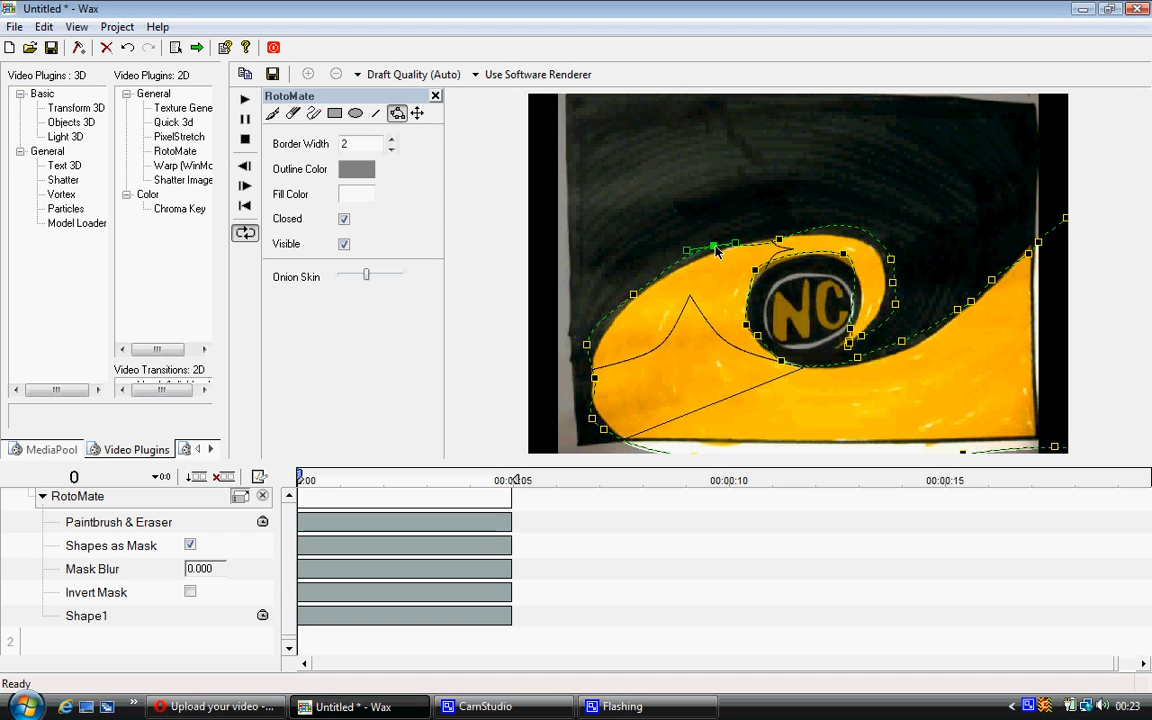 Untitled * - Wax
File Edit View Project Help
Video Plugins : 3D
Basic
Transform 3D
Objects 3D
Light 3D
General
Text 3D
Shatter
Vortex
Particles
Model Loader
Video Plugins: 2D
General
Texture Gene
Quick 3d
PixelStretch
RotoMate
Warp (WinMo
Shatter Image
Color
Chroma Key
Video Transitions: 2D
MediaPool
Video Plugins
Draft Quality (Auto)
Use Software Renderer
RotoMate
Border Width 2
Outline Color
Fill Color
Closed
Visible
Onion Skin
NC
0
0:0
:00 00:00:05 00:00:10 00:00:15
RotoMate
Paintbrush & Eraser
Shapes as Mask
Mask Blur 0.000
Invert Mask
Shape1
2
Ready
Upload your video -...
Untitled * - Wax
CamStudio
Flashing
00:23